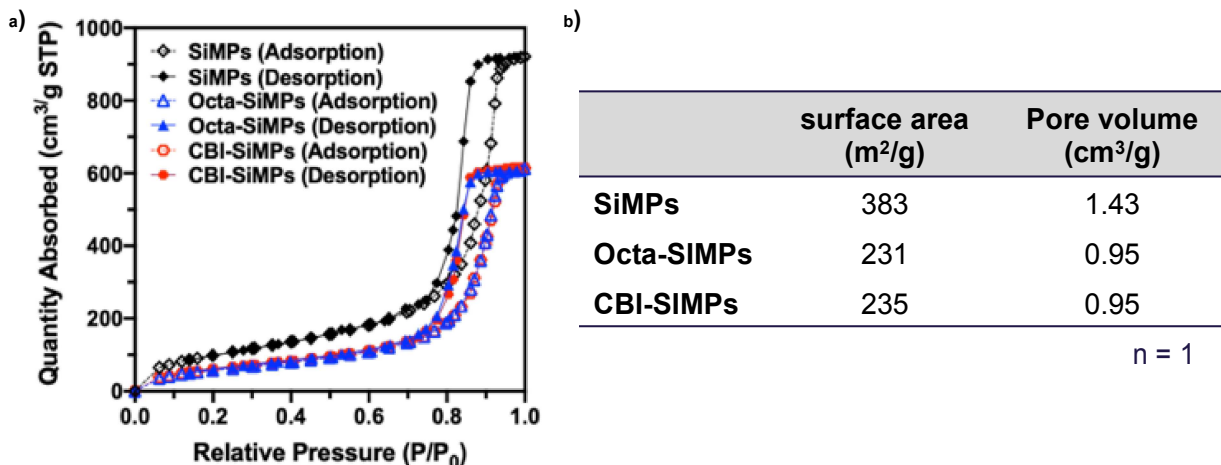 a)
1000
800
600
400
200
0
0.0 0.2 0.4 0.6 0.8 1.0
Quantity Absorbed (cm³/g STP)
Relative Pressure (P/P₀)
SiMPs (Adsorption)
SiMPs (Desorption)
Octa-SiMPs (Adsorption)
Octa-SiMPs (Desorption)
CBI-SiMPs (Adsorption)
CBI-SiMPs (Desorption)
b)
surface area (m²/g) Pore volume (cm³/g)
SiMPs 383 1.43
Octa-SIMPs 231 0.95
CBI-SIMPs 235 0.95
n = 1